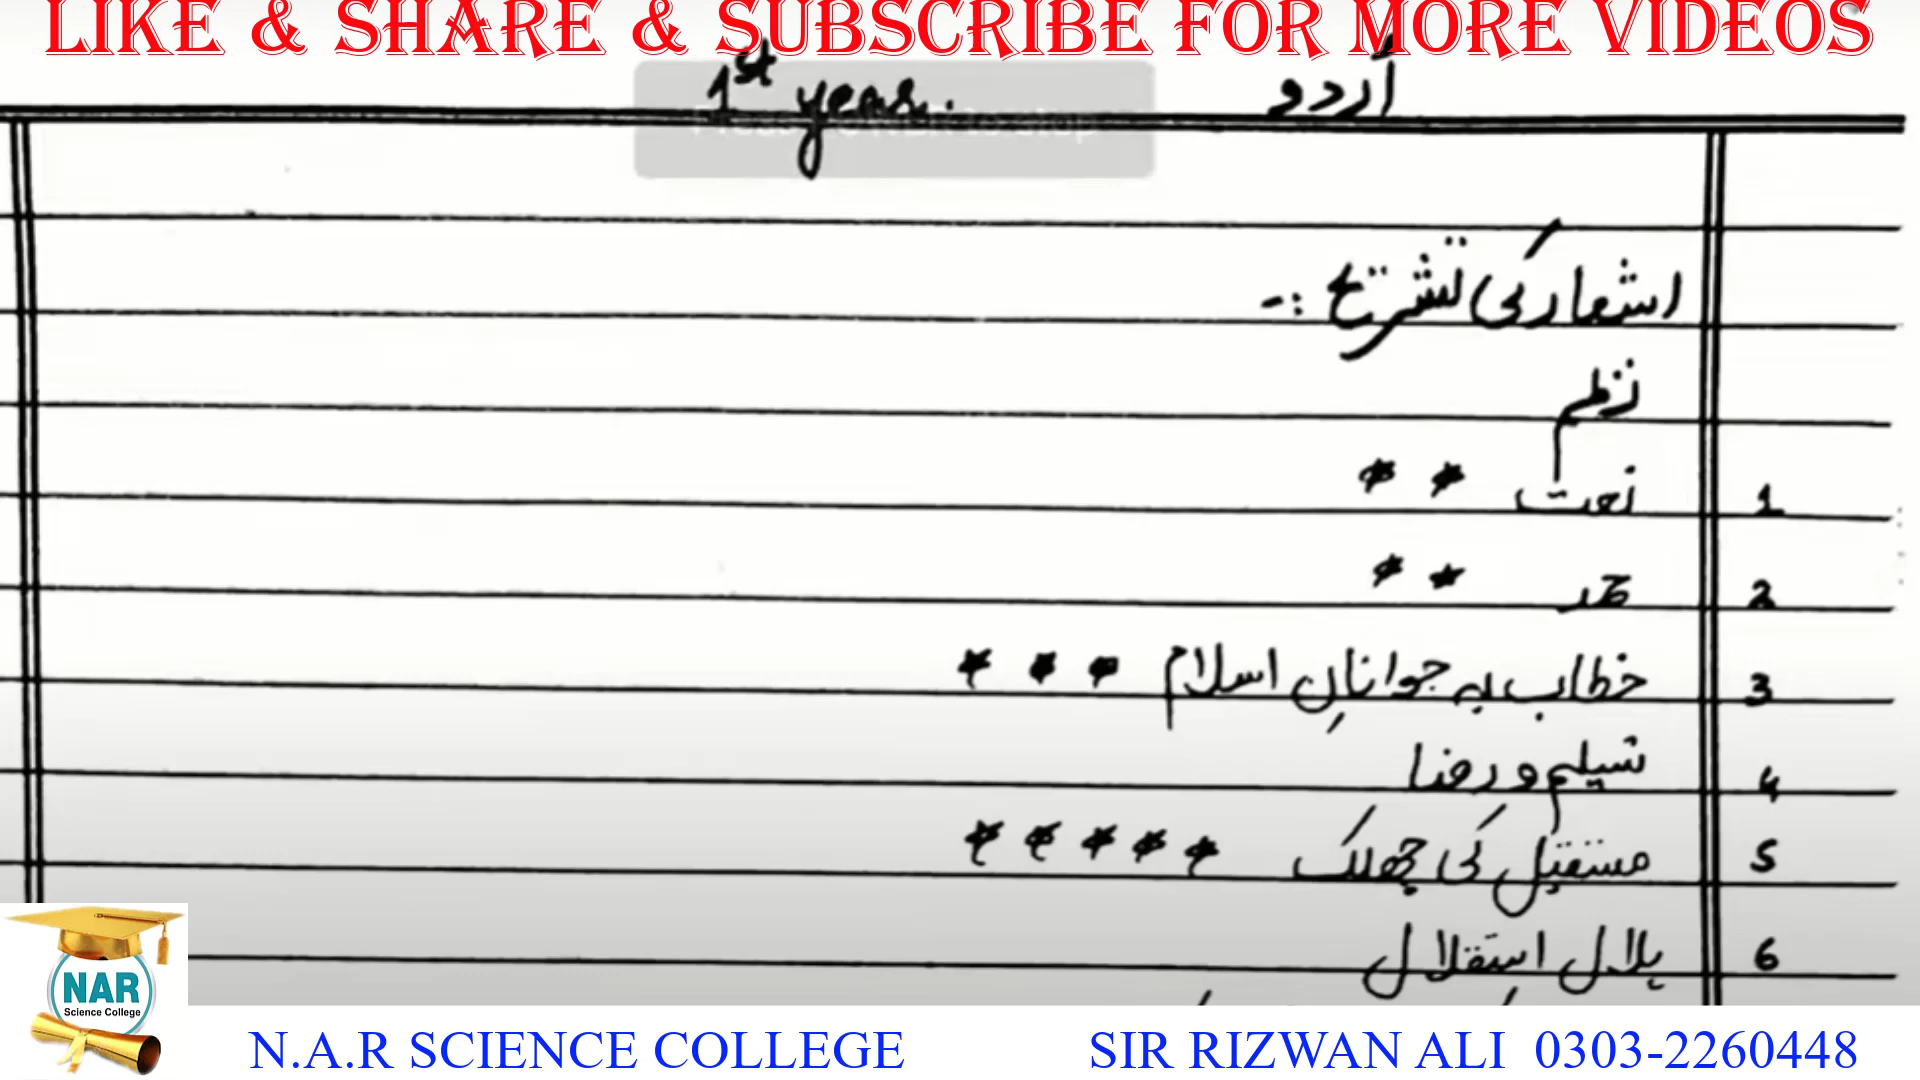 LIKE & SHARE & SUBSCRIBE FOR MORE VIDEOS
1st year. اُردو
اشعار کی تشریح :-
نظم
1 نعت * *
2 حمد * *
3 خطاب بہ جوانانِ اسلام * * *
4 تسلیم و رضا
5 مستقبل کی جھلک * * * * *
6 ہلال استقلال
NAR
Science College
N.A.R SCIENCE COLLEGE SIR RIZWAN ALI 0303-2260448